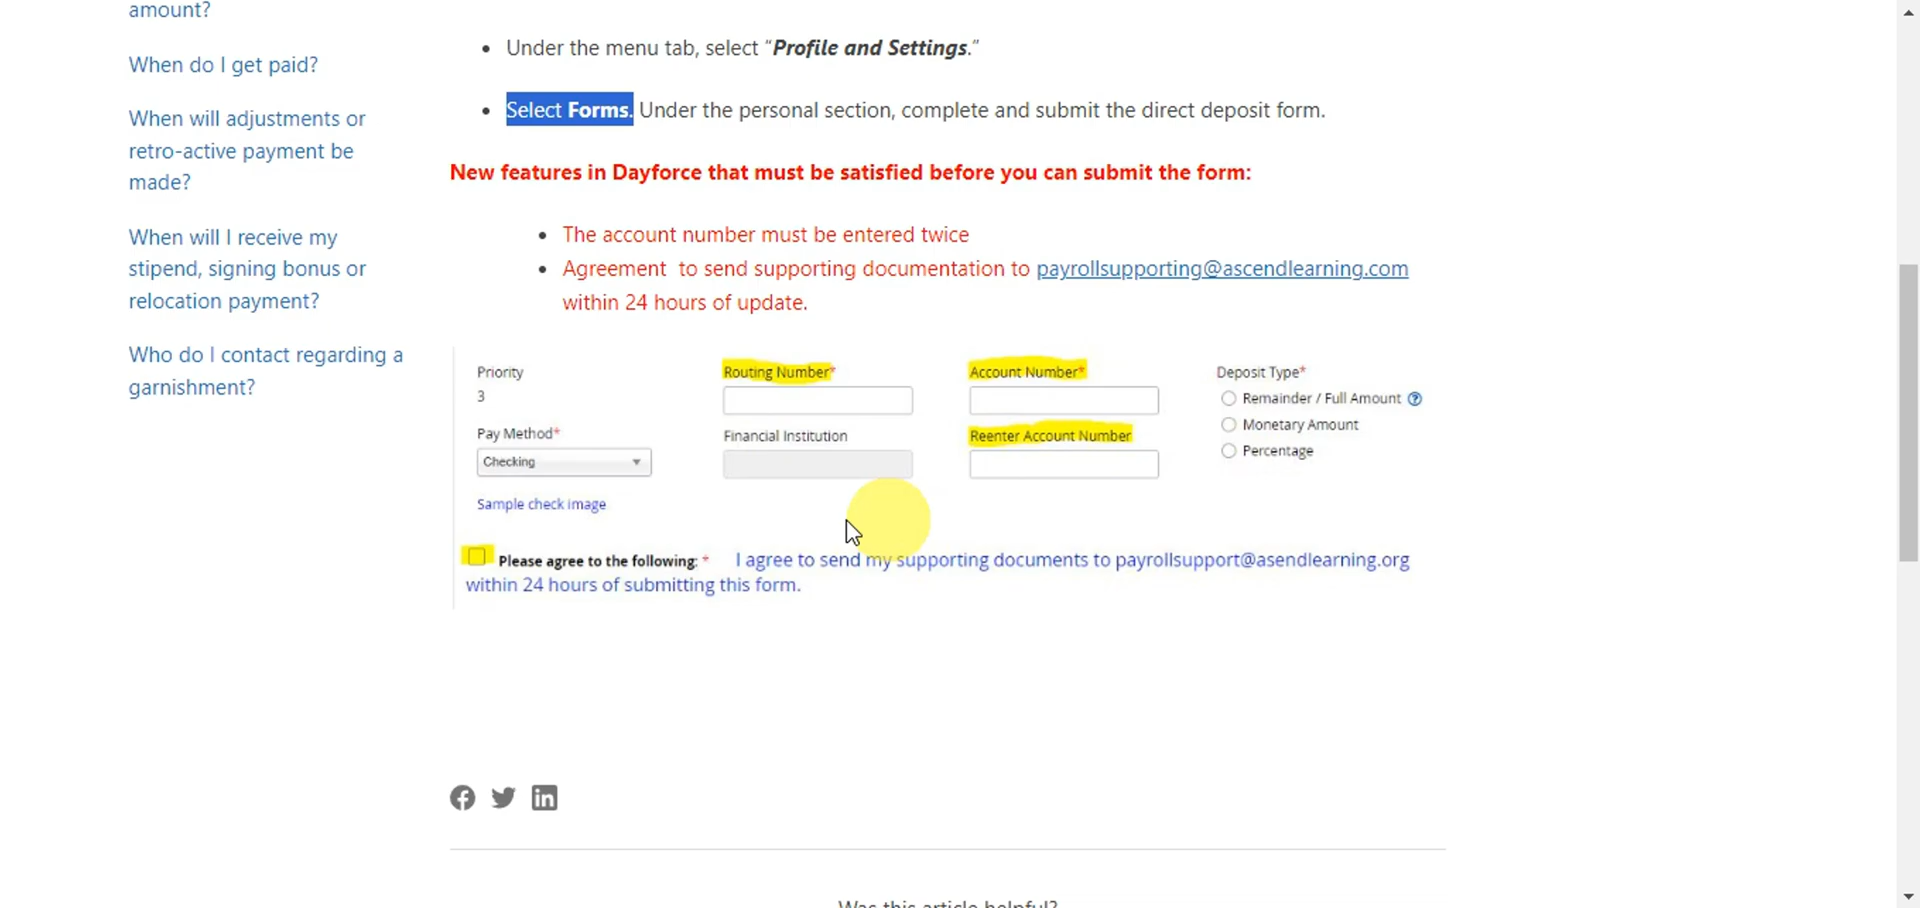 amount?
When do I get paid?
When will adjustments or
retro-active payment be
made?
When will I receive my
stipend, signing bonus or
relocation payment?
Who do I contact regarding a
garnishment?
Under the menu tab, select “Profile and Settings.”
Select Forms. Under the personal section, complete and submit the direct deposit form.
New features in Dayforce that must be satisfied before you can submit the form:
The account number must be entered twice
Agreement to send supporting documentation to payrollsupporting@ascendlearning.com
within 24 hours of update.
Priority
3
Pay Method*
Checking
Sample check image
Routing Number*
Financial Institution
Account Number*
Reenter Account Number
Deposit Type*
Remainder / Full Amount ?
Monetary Amount
Percentage
Please agree to the following: * I agree to send my supporting documents to payrollsupport@asendlearning.org
within 24 hours of submitting this form.
Was this article helpful?